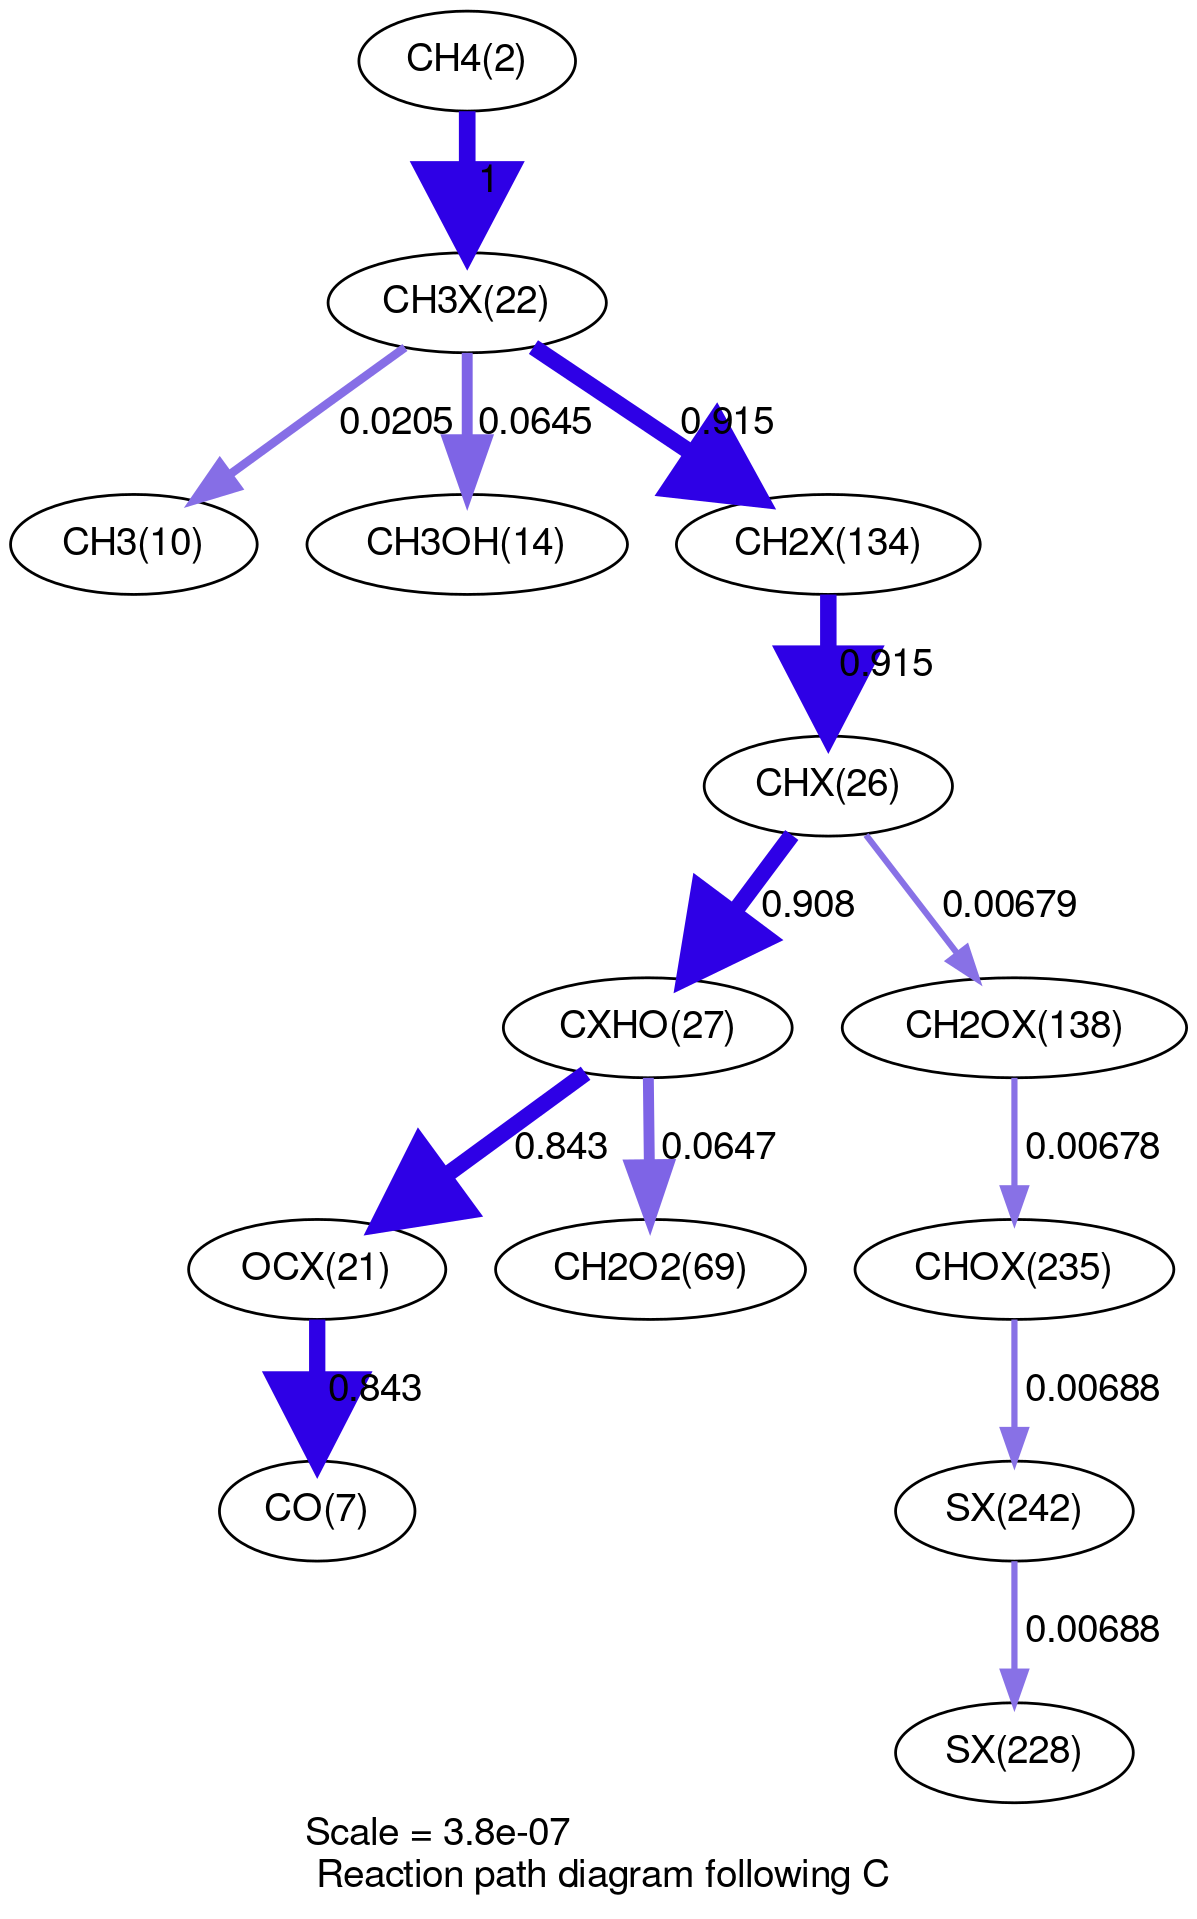 CH4(2)
1
CH3X(22)
0.0205
0.0645
0.915
CH3(10)
CH3OH(14)
CH2X(134)
0.915
CHX(26)
0.908
0.00679
CXHO(27)
CH2OX(138)
0.843
0.0647
0.00678
OCX(21)
CH2O2(69)
CHOX(235)
0.843
0.00688
CO(7)
SX(242)
0.00688
SX(228)
Scale = 3.8e-07
Reaction path diagram following C